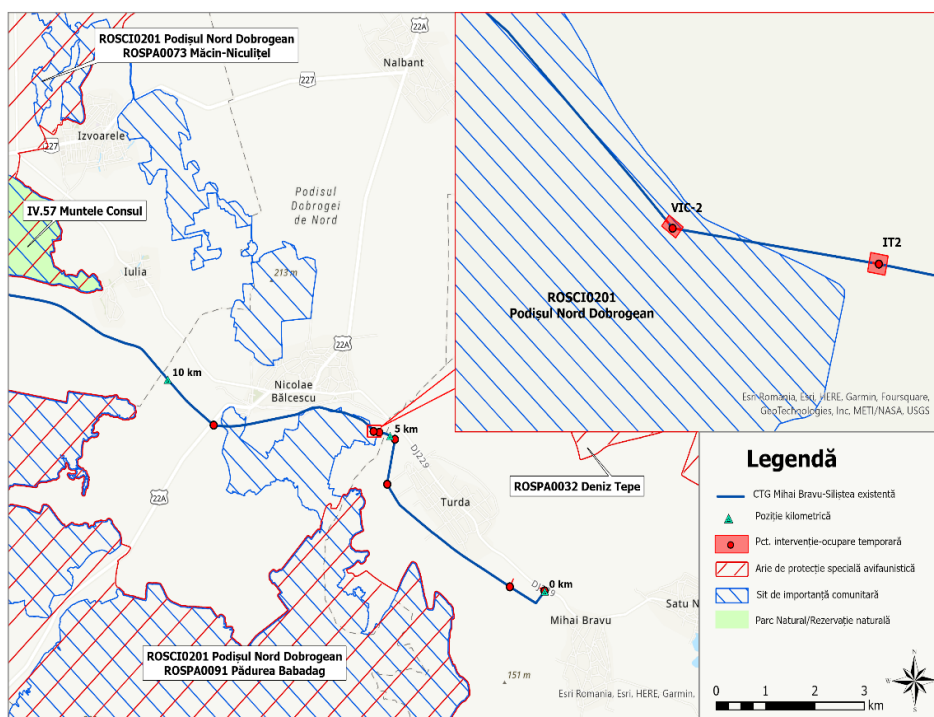 ROSCI0201 Podișul Nord Dobrogean
ROSPA0073 Măcin-Niculițel
22A
Nalbant
227
Izvoarele
227
Podisul
Dobrogei
de Nord
IV.57 Muntele Consul
Iulia
213 m
22A
10 km
Nicolae
Bălcescu
5 km
DJ229
22A
Turda
ROSPA0032 Deniz Tepe
0 km
Mihai Bravu
Satu N
ROSCI0201 Podișul Nord Dobrogean
ROSPA0091 Pădurea Babadag
151 m
Esri Romania, Esri, HERE, Garmin,
VIC-2
IT2
ROSCI0201
Podișul Nord Dobrogean
Esri Romania, Esri, HERE, Garmin, Foursquare,
GeoTechnologies, Inc, METI/NASA, USGS
Legendă
CTG Mihai Bravu-Siliștea existentă
Poziție kilometrică
Pct. intervenție-ocupare temporară
Arie de protecție specială avifaunistică
Sit de importanță comunitară
Parc Natural/Rezervație naturală
N
W
E
S
0 1 2 3
km